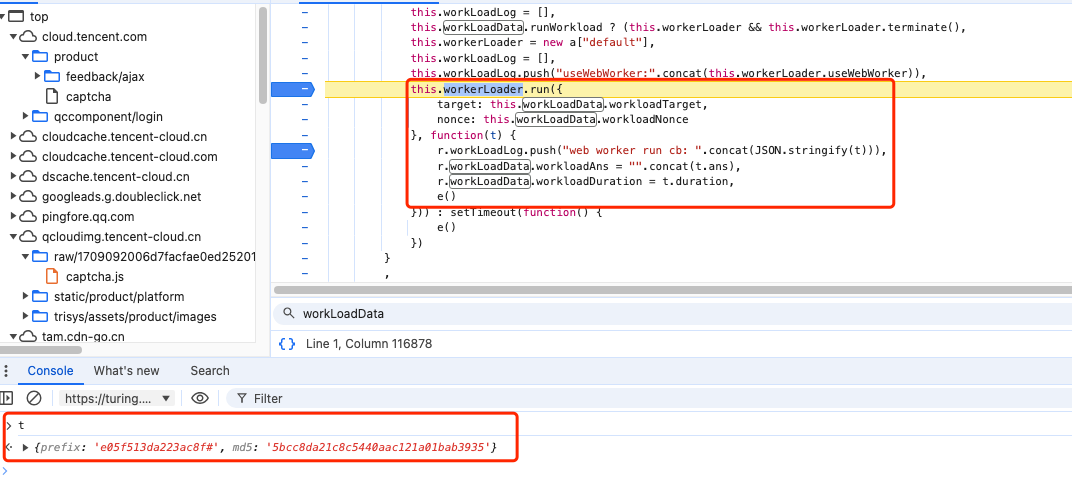 top
cloud.tencent.com
product
feedback/ajax
captcha
qccomponent/login
cloudcache.tencent-cloud.cn
cloudcache.tencent-cloud.com
dscache.tencent-cloud.cn
googleads.g.doubleclick.net
pingfore.qq.com
qcloudimg.tencent-cloud.cn
raw/1709092006d7facfae0ed25201
captcha.js
static/product/platform
trisys/assets/product/images
tam.cdn-go.cn
this.workLoadLog = [],
this.workLoadData.runWorkload ? (this.workerLoader && this.workerLoader.terminate(),
this.workerLoader = new a["default"],
this.workLoadLog = [],
this.workLoadLog.push("useWebWorker:".concat(this.workerLoader.useWebWorker)),
this.workerLoader.run({
target: this.workLoadData.workloadTarget,
nonce: this.workLoadData.workloadNonce
}, function(t) {
r.workLoadLog.push("web worker run cb: ".concat(JSON.stringify(t))),
r.workLoadData.workloadAns = "".concat(t.ans),
r.workLoadData.workloadDuration = t.duration,
e()
})) : setTimeout(function() {
e()
})
}
,
workLoadData
{} Line 1, Column 116878
Console What's new Search
https://turing.... Filter
> t
{prefix: 'e05f513da223ac8f#', md5: '5bcc8da21c8c5440aac121a01bab3935'}
>